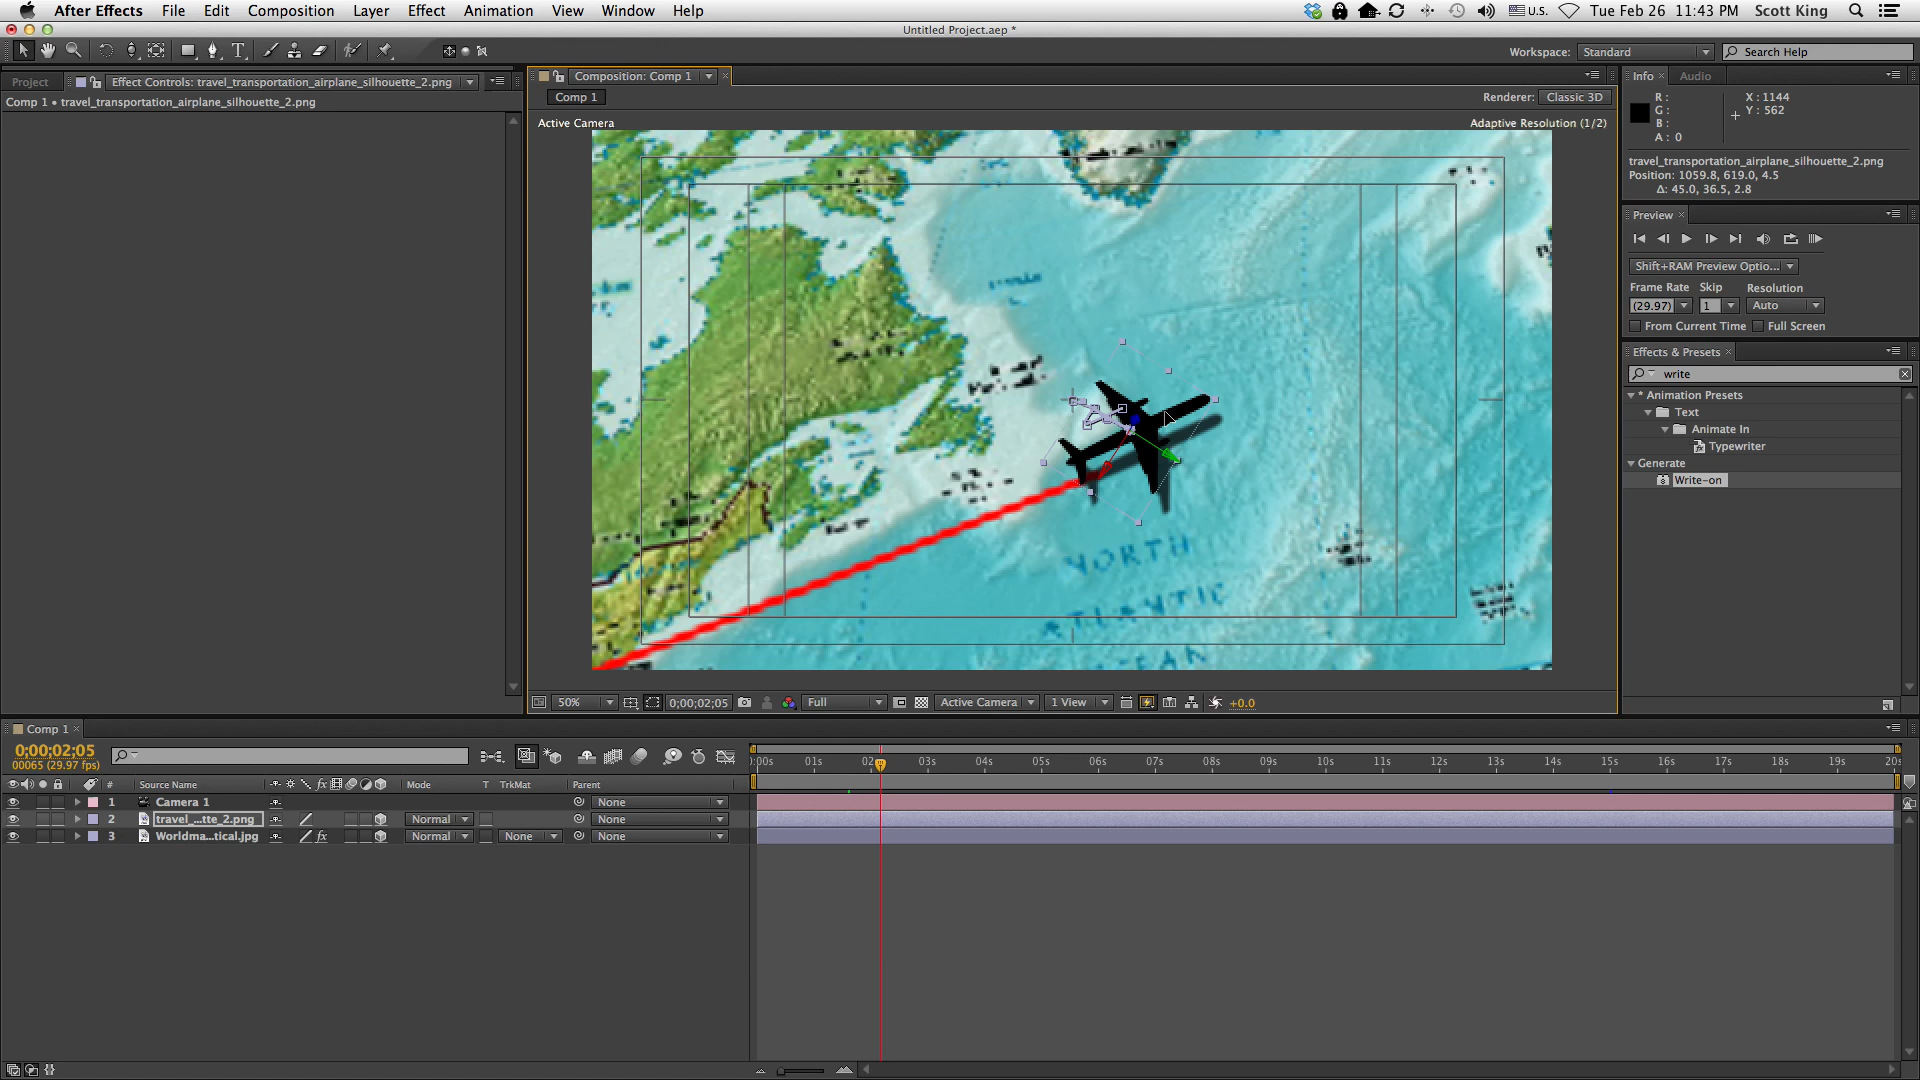 After Effects File Edit Composition Layer Effect Animation View Window Help
U.S. Tue Feb 26 11:43 PM Scott King
Untitled Project.aep *
Workspace: Standard Search Help
Project Effect Controls: travel_transportation_airplane_silhouette_2.png
Comp 1 • travel_transportation_airplane_silhouette_2.png
Composition: Comp 1
Comp 1
Renderer: Classic 3D
Active Camera
Adaptive Resolution (1/2)
NORTH
ATLANTIC
50% 0;00;02;05 Full Active Camera 1 View +0.0
Info Audio
R :
G :
B :
A : 0
X : 1144
Y : 562
travel_transportation_airplane_silhouette_2.png
Position: 1059.8, 619.0, 4.5
Δ: 45.0, 36.5, 2.8
Preview
Shift+RAM Preview Optio...
Frame Rate Skip Resolution
(29.97) 1 Auto
From Current Time Full Screen
Effects & Presets
write
* Animation Presets
Text
Animate In
Typewriter
Generate
Write-on
Comp 1
0;00;02;05
00065 (29.97 fps)
):00s 01s 02s 03s 04s 05s 06s 07s 08s 09s 10s 11s 12s 13s 14s 15s 16s 17s 18s 19s 20s
# Source Name fx Mode T TrkMat Parent
1 Camera 1 None
2 travel_...tte_2.png Normal None
3 Worldma...tical.jpg fx Normal None None